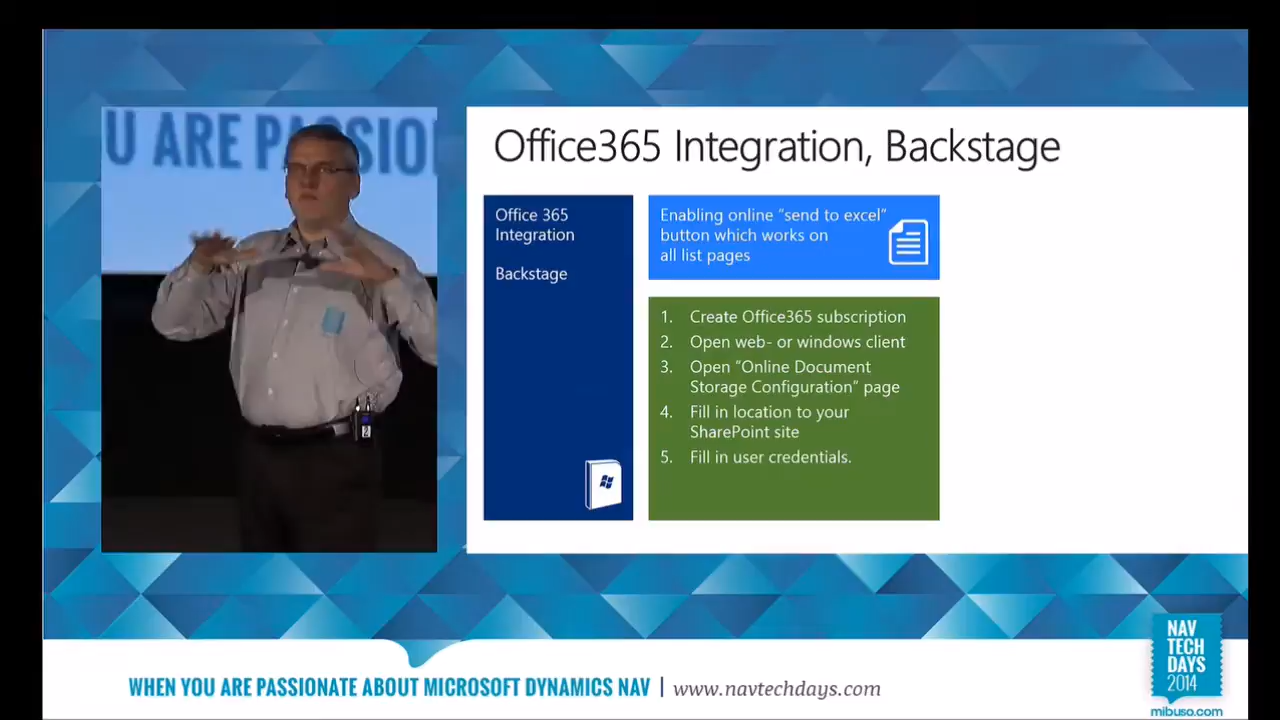 U ARE PASSIO
Office365 Integration, Backstage
Office 365
Integration
Backstage
Enabling online “send to excel”
button which works on
all list pages
1. Create Office365 subscription
2. Open web- or windows client
3. Open “Online Document
Storage Configuration” page
4. Fill in location to your
SharePoint site
5. Fill in user credentials.
WHEN YOU ARE PASSIONATE ABOUT MICROSOFT DYNAMICS NAV | www.navtechdays.com
NAV
TECH
DAYS
2014
mibuso.com